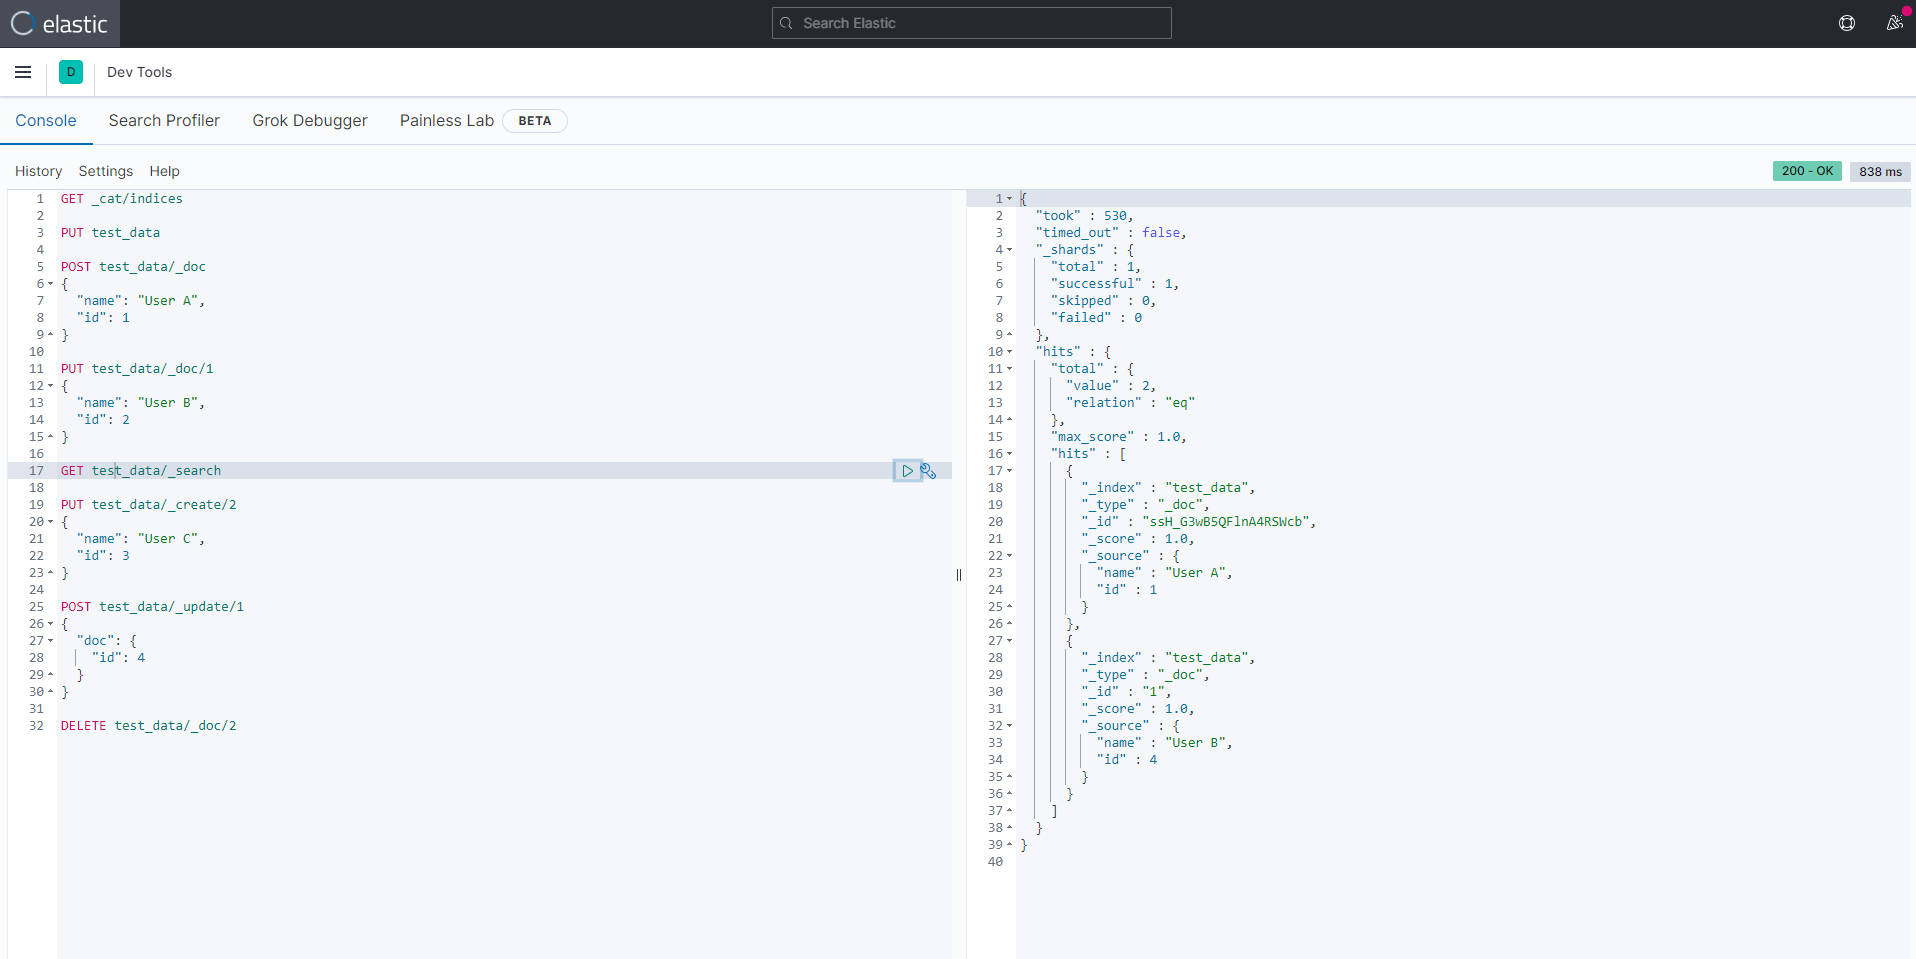 elastic
Search Elastic
D
Dev Tools
Console
Search Profiler
Grok Debugger
Painless Lab
BETA
History
Settings
Help
200 - OK
838 ms
1 GET _cat/indices
2
3 PUT test_data
4
5 POST test_data/_doc
6 {
7 "name": "User A",
8 "id": 1
9 }
10
11 PUT test_data/_doc/1
12 {
13 "name": "User B",
14 "id": 2
15 }
16
17 GET test_data/_search
18
19 PUT test_data/_create/2
20 {
21 "name": "User C",
22 "id": 3
23 }
24
25 POST test_data/_update/1
26 {
27 "doc": {
28 "id": 4
29 }
30 }
31
32 DELETE test_data/_doc/2
1 {
2 "took" : 530,
3 "timed_out" : false,
4 "_shards" : {
5 "total" : 1,
6 "successful" : 1,
7 "skipped" : 0,
8 "failed" : 0
9 },
10 "hits" : {
11 "total" : {
12 "value" : 2,
13 "relation" : "eq"
14 },
15 "max_score" : 1.0,
16 "hits" : [
17 {
18 "_index" : "test_data",
19 "_type" : "_doc",
20 "_id" : "ssH_G3wB5QFlnA4RSWcb",
21 "_score" : 1.0,
22 "_source" : {
23 "name" : "User A",
24 "id" : 1
25 }
26 },
27 {
28 "_index" : "test_data",
29 "_type" : "_doc",
30 "_id" : "1",
31 "_score" : 1.0,
32 "_source" : {
33 "name" : "User B",
34 "id" : 4
35 }
36 }
37 ]
38 }
39 }
40